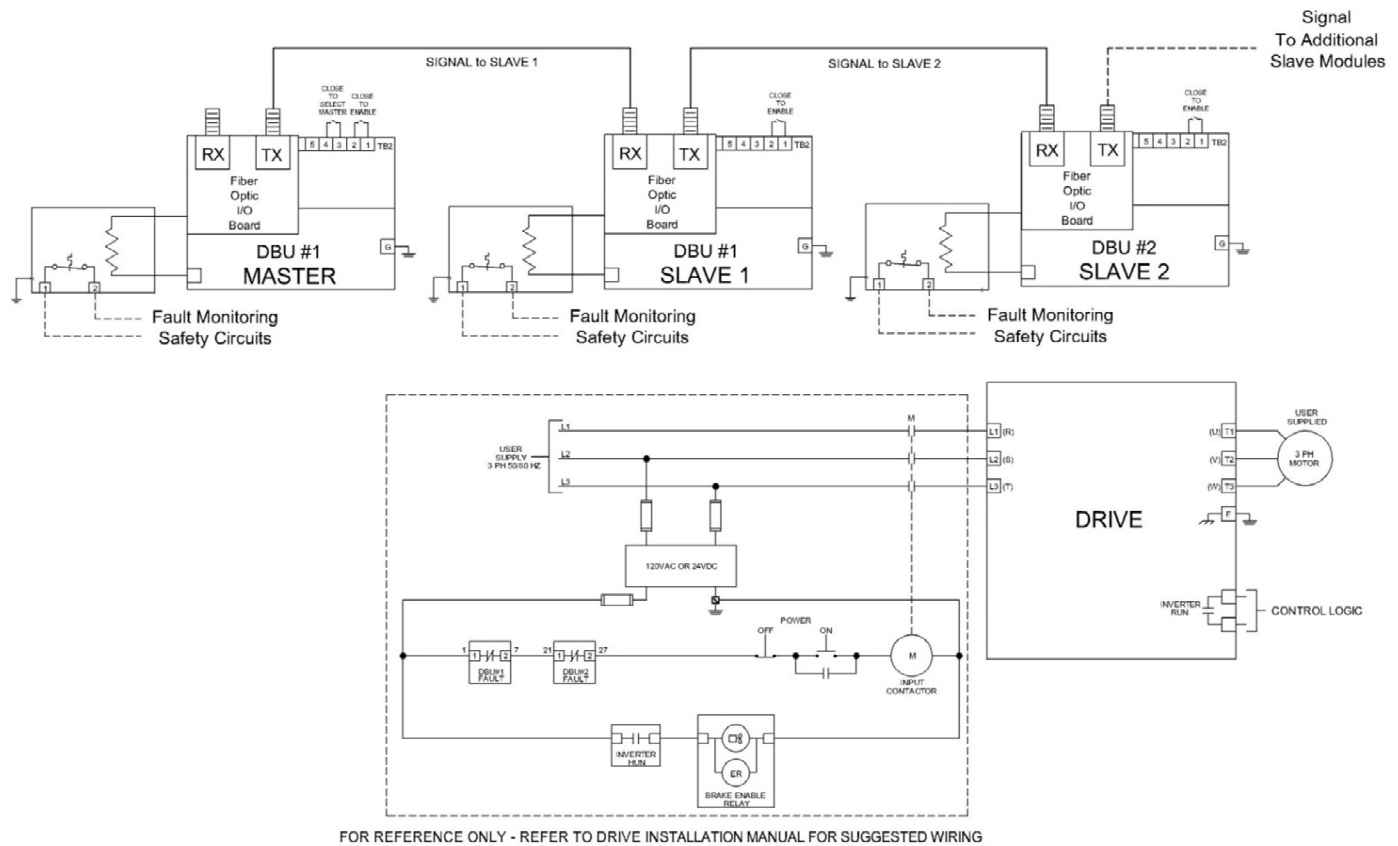 Signal
To Additional
Slave Modules
SIGNAL to SLAVE 1
SIGNAL to SLAVE 2
CLOSE
TO
SELECT
MASTER
CLOSE
TO
ENABLE
RX
TX
5 4 3 2 1 TB2
Fiber
Optic
I/O
Board
G
DBU #1
MASTER
1 2
Fault Monitoring
Safety Circuits
CLOSE
TO
ENABLE
RX
TX
5 4 3 2 1 TB2
Fiber
Optic
I/O
Board
G
DBU #1
SLAVE 1
1 2
Fault Monitoring
Safety Circuits
CLOSE
TO
ENABLE
RX
TX
5 4 3 2 1 TB2
Fiber
Optic
I/O
Board
G
DBU #2
SLAVE 2
1 2
Fault Monitoring
Safety Circuits
USER
SUPPLY
3 PH 50/60 HZ
L1
L2
L3
M
L1 (R)
L2 (S)
L3 (T)
DRIVE
(U) T1
(V) T2
(W) T3
F
USER
SUPPLIED
3 PH
MOTOR
INVERTER
RUN
CONTROL LOGIC
120VAC OR 24VDC
POWER
OFF
ON
1 1 2 7
DBU#1
FAULT
21 1 2 27
DBU#2
FAULT
M
INPUT
CONTACTOR
INVERTER
RUN
ER
BRAKE ENABLE
RELAY
FOR REFERENCE ONLY - REFER TO DRIVE INSTALLATION MANUAL FOR SUGGESTED WIRING